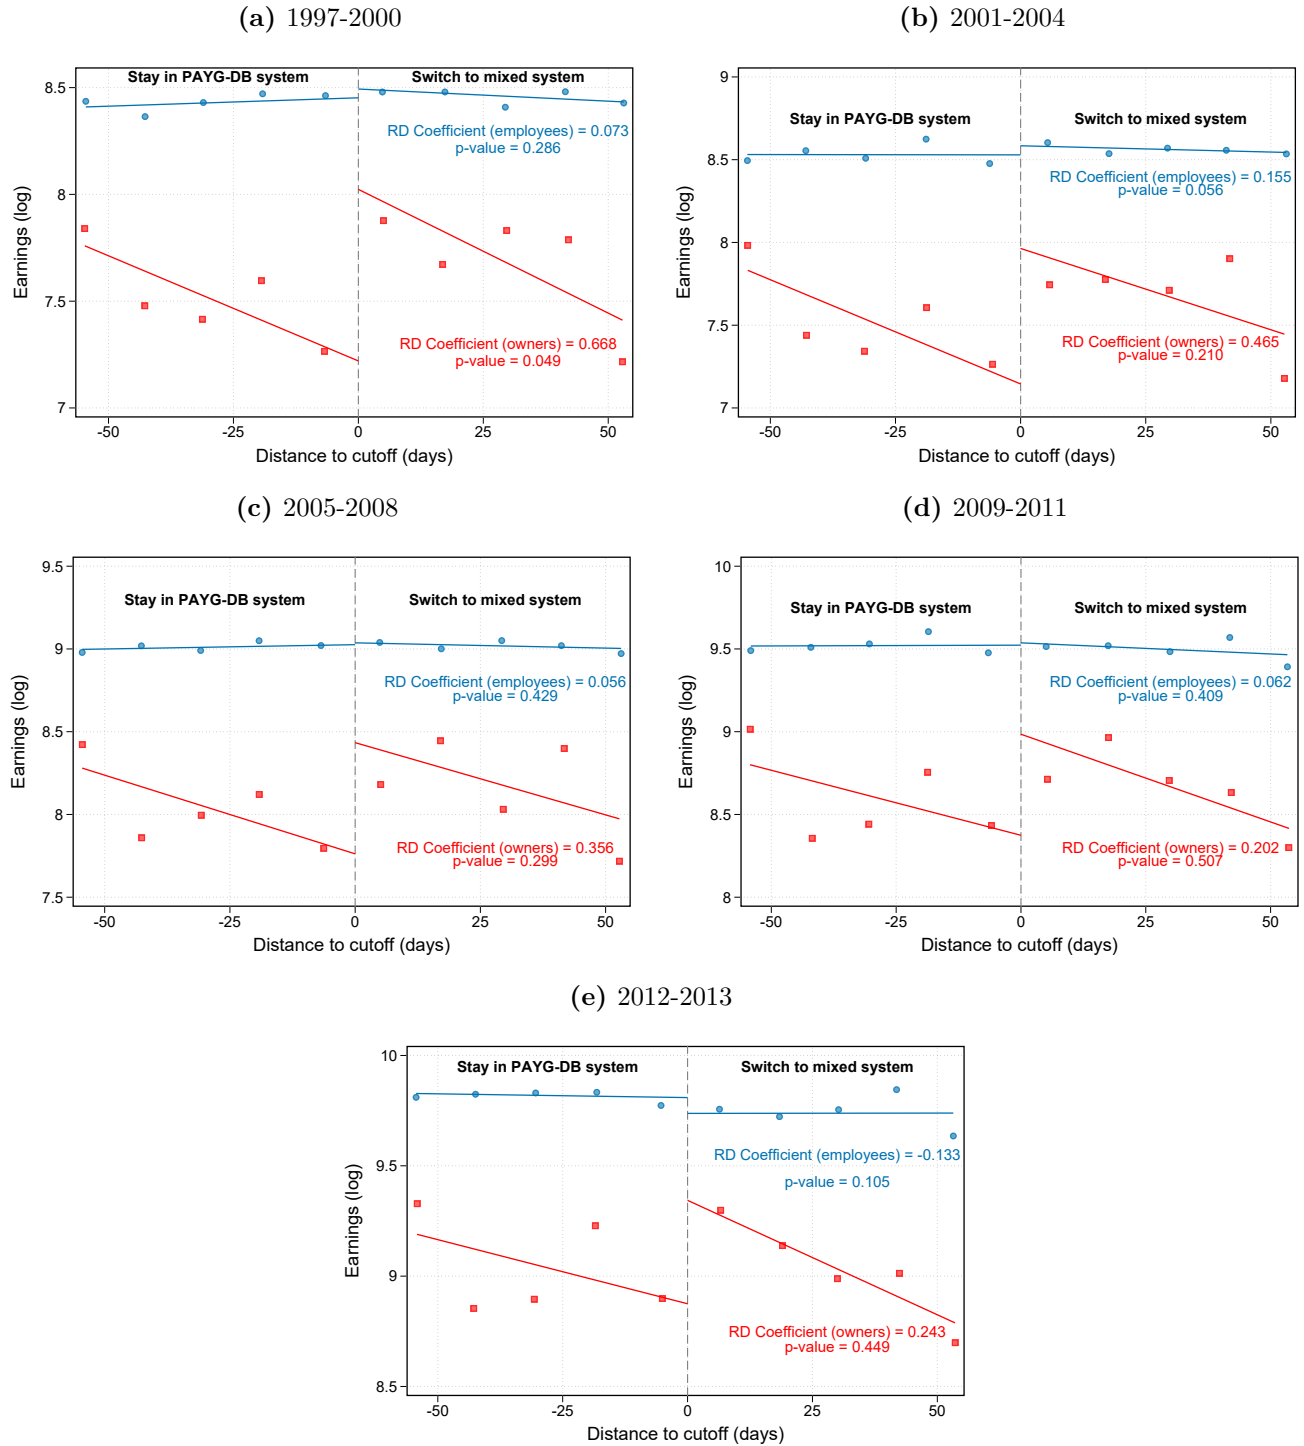 (a) 1997-2000
Stay in PAYG-DB system
Switch to mixed system
8.5
8
7.5
7
Earnings (log)
RD Coefficient (employees) = 0.073
p-value = 0.286
RD Coefficient (owners) = 0.668
p-value = 0.049
-50
-25
0
25
50
Distance to cutoff (days)
(b) 2001-2004
Stay in PAYG-DB system
Switch to mixed system
9
8.5
8
7.5
7
Earnings (log)
RD Coefficient (employees) = 0.155
p-value = 0.056
RD Coefficient (owners) = 0.465
p-value = 0.210
-50
-25
0
25
50
Distance to cutoff (days)
(c) 2005-2008
Stay in PAYG-DB system
Switch to mixed system
9.5
9
8.5
8
7.5
Earnings (log)
RD Coefficient (employees) = 0.056
p-value = 0.429
RD Coefficient (owners) = 0.356
p-value = 0.299
-50
-25
0
25
50
Distance to cutoff (days)
(d) 2009-2011
Stay in PAYG-DB system
Switch to mixed system
10
9.5
9
8.5
8
Earnings (log)
RD Coefficient (employees) = 0.062
p-value = 0.409
RD Coefficient (owners) = 0.202
p-value = 0.507
-50
-25
0
25
50
Distance to cutoff (days)
(e) 2012-2013
Stay in PAYG-DB system
Switch to mixed system
10
9.5
9
8.5
Earnings (log)
RD Coefficient (employees) = -0.133
p-value = 0.105
RD Coefficient (owners) = 0.243
p-value = 0.449
-50
-25
0
25
50
Distance to cutoff (days)